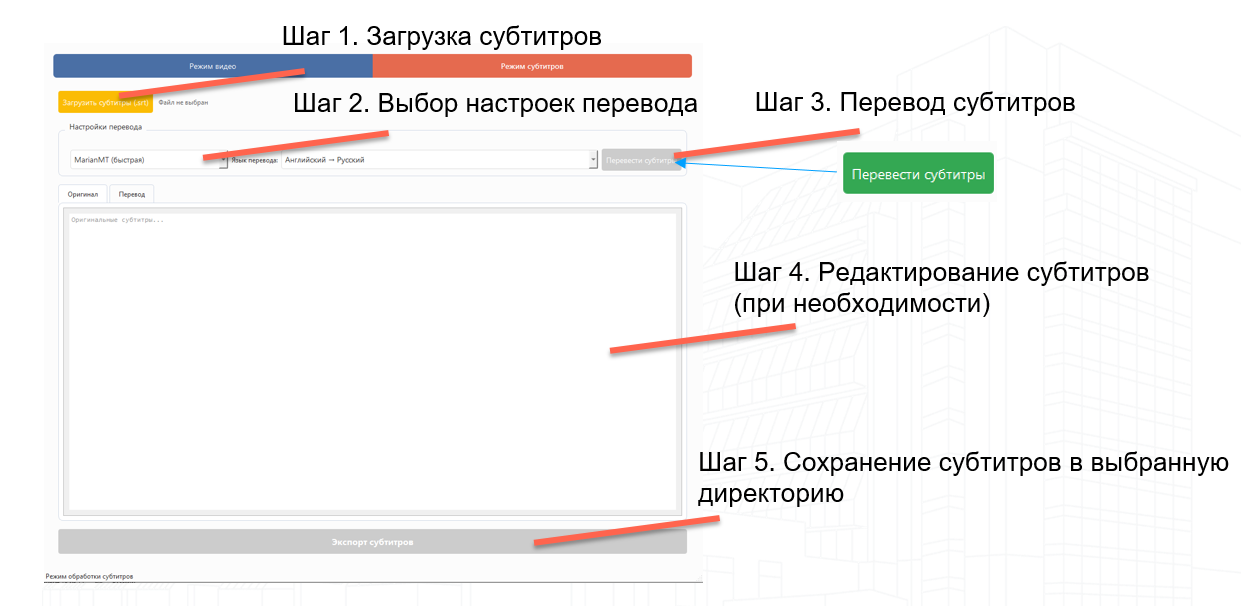 Шаг 1. Загрузка субтитров
Режим видео
Режим субтитров
Загрузить субтитры (.srt)
Файл не выбран
Шаг 2. Выбор настроек перевода
Шаг 3. Перевод субтитров
Настройки перевода
MarianMT (быстрая)
Язык перевода:
Английский → Русский
Перевести субтитры
Перевести субтитры
Оригинал
Перевод
Оригинальные субтитры...
Шаг 4. Редактирование субтитров
(при необходимости)
Шаг 5. Сохранение субтитров в выбранную
директорию
Экспорт субтитров
Режим обработки субтитров